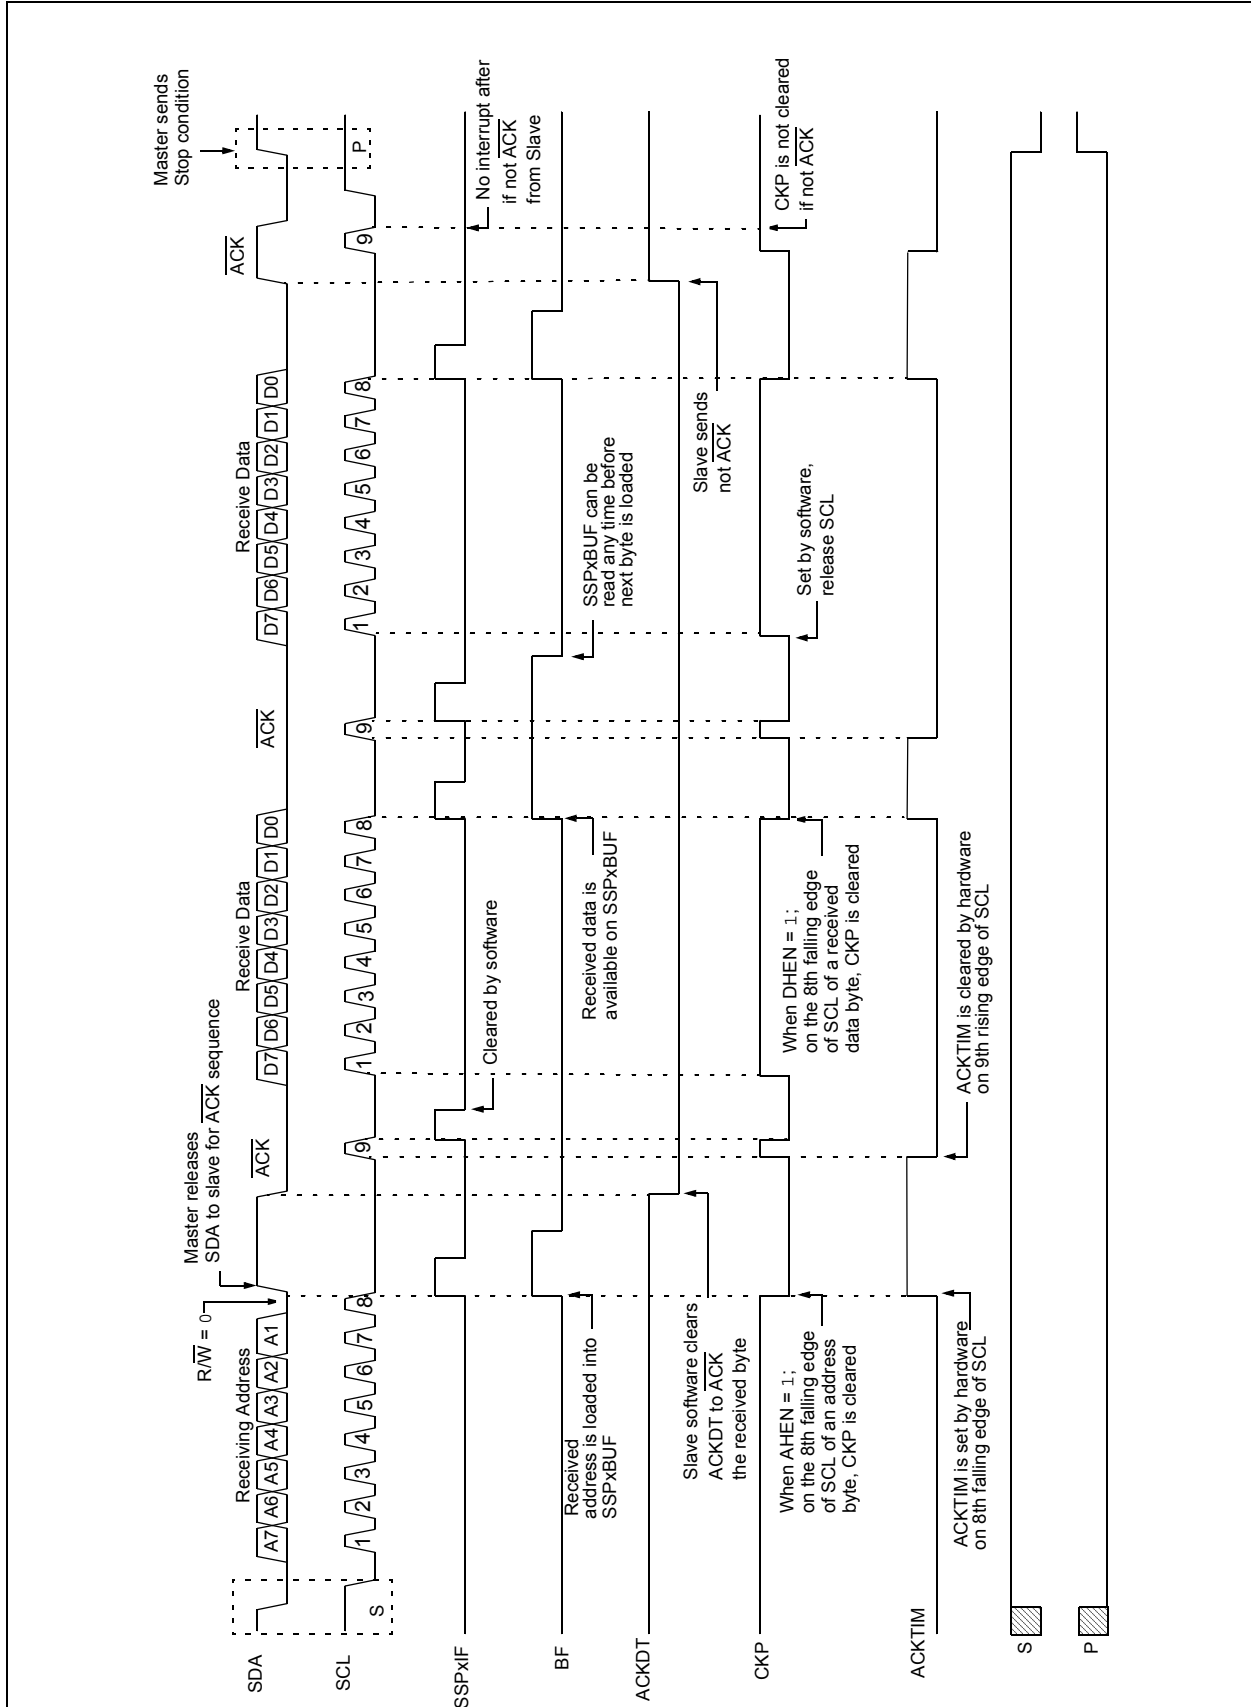 Master sends
Stop condition
Master releases
SDA to slave for ACK sequence
R/W = 0
Receiving Address
ACK
Receive Data
ACK
Receive Data
ACK
SDA
A7 A6 A5 A4 A3 A2 A1
D7 D6 D5 D4 D3 D2 D1 D0
D7 D6 D5 D4 D3 D2 D1 D0
SCL
S
1 2 3 4 5 6 7 8 9
1 2 3 4 5 6 7 8 9
1 2 3 4 5 6 7 8 9
P
SSPxIF
Cleared by software
No interrupt after
if not ACK
from Slave
BF
Received
address is loaded into
SSPxBUF
Received data is
available on SSPxBUF
SSPxBUF can be
read any time before
next byte is loaded
ACKDT
Slave software clears
ACKDT to ACK
the received byte
Slave sends
not ACK
CKP
When AHEN = 1;
on the 8th falling edge
of SCL of an address
byte, CKP is cleared
When DHEN = 1;
on the 8th falling edge
of SCL of a received
data byte, CKP is cleared
Set by software,
release SCL
CKP is not cleared
if not ACK
ACKTIM
ACKTIM is set by hardware
on 8th falling edge of SCL
ACKTIM is cleared by hardware
on 9th rising edge of SCL
S
P